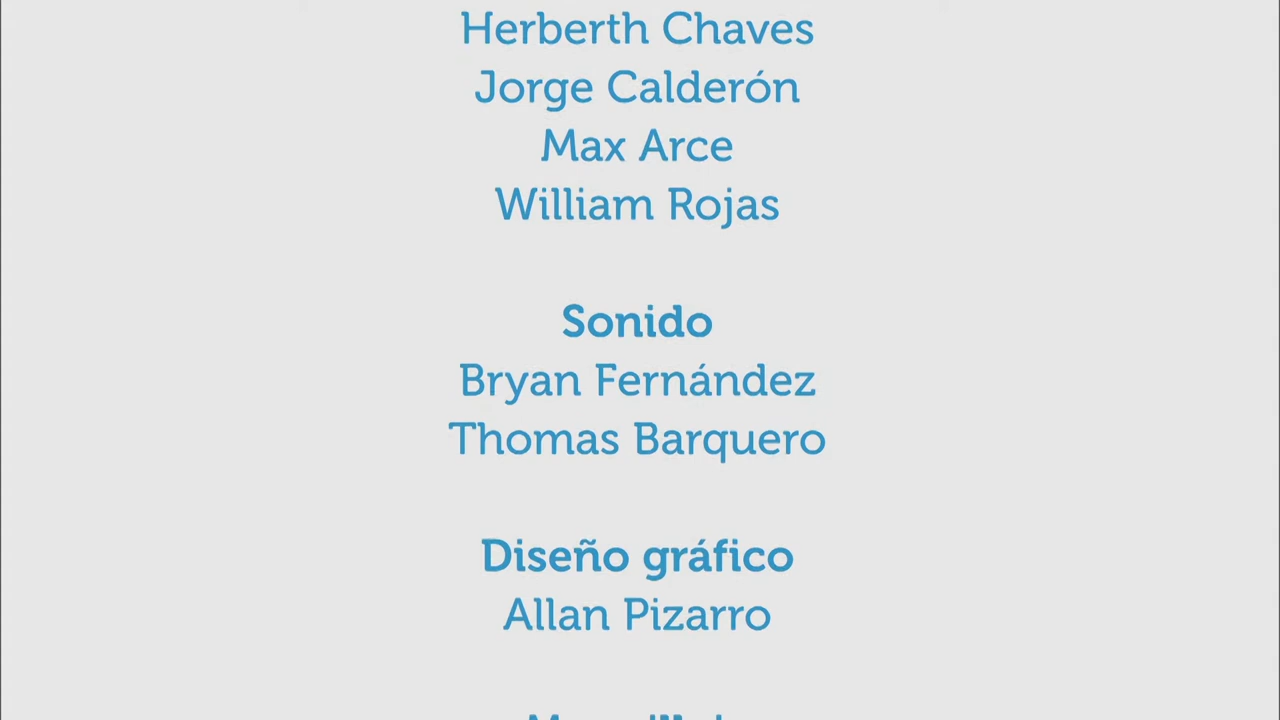 Herberth Chaves
Jorge Calderón
Max Arce
William Rojas
Sonido
Bryan Fernández
Thomas Barquero
Diseño gráfico
Allan Pizarro